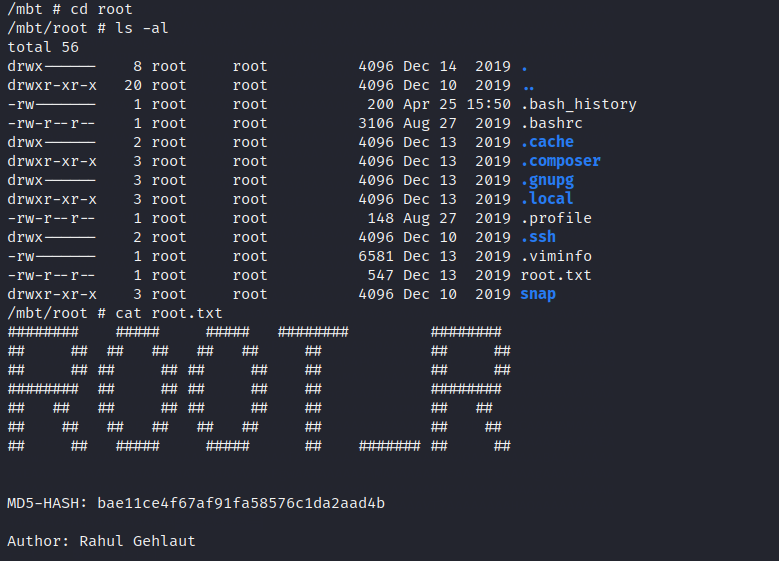 /mbt # cd root
/mbt/root # ls -al
total 56
drwx------    8 root     root          4096 Dec 14  2019 .
drwxr-xr-x   20 root     root          4096 Dec 10  2019 ..
-rw-------    1 root     root           200 Apr 25 15:50 .bash_history
-rw-r--r--    1 root     root          3106 Aug 27  2019 .bashrc
drwx------    2 root     root          4096 Dec 13  2019 .cache
drwxr-xr-x    3 root     root          4096 Dec 13  2019 .composer
drwx------    3 root     root          4096 Dec 13  2019 .gnupg
drwxr-xr-x    3 root     root          4096 Dec 13  2019 .local
-rw-r--r--    1 root     root           148 Aug 27  2019 .profile
drwx------    2 root     root          4096 Dec 10  2019 .ssh
-rw-------    1 root     root          6581 Dec 13  2019 .viminfo
-rw-r--r--    1 root     root           547 Dec 13  2019 root.txt
drwxr-xr-x    3 root     root          4096 Dec 10  2019 snap
/mbt/root # cat root.txt
########    #####     #####   ########         ########
##     ##  ##   ##   ##   ##     ##            ##     ##
##     ## ##     ## ##     ##    ##            ##     ##
########  ##     ## ##     ##    ##            ########
##   ##   ##     ## ##     ##    ##            ##   ##
##    ##   ##   ##   ##   ##     ##            ##    ##
##     ##   #####     #####      ##    ####### ##     ##
MD5-HASH: bae11ce4f67af91fa58576c1da2aad4b
Author: Rahul Gehlaut